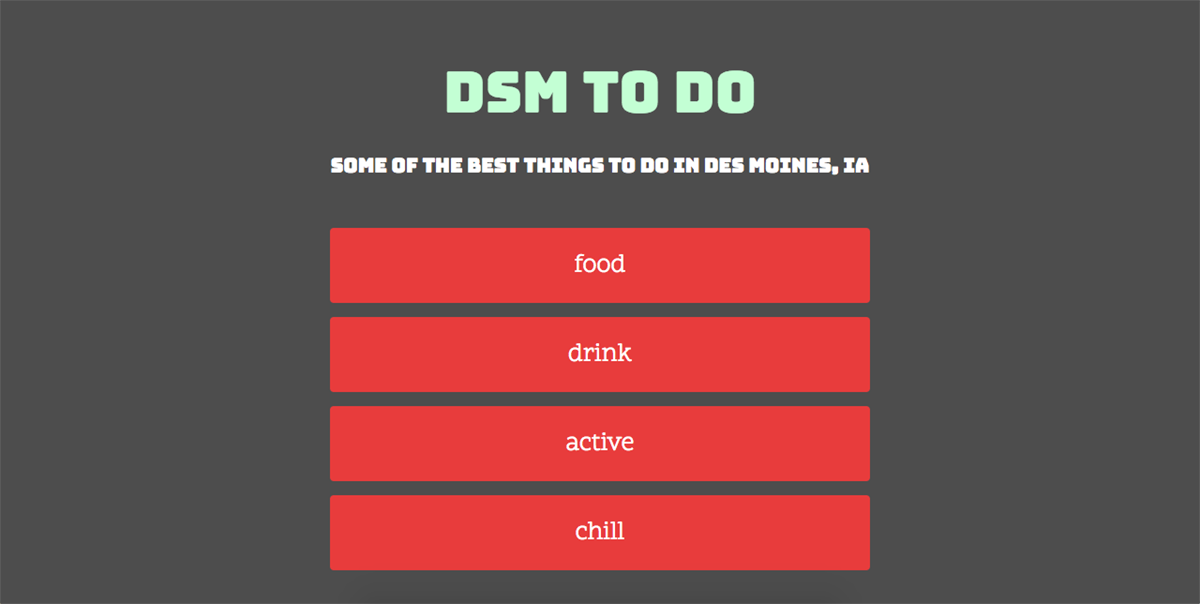 DSM TO DO
SOME OF THE BEST THINGS TO DO IN DES MOINES, IA
food
drink
active
chill